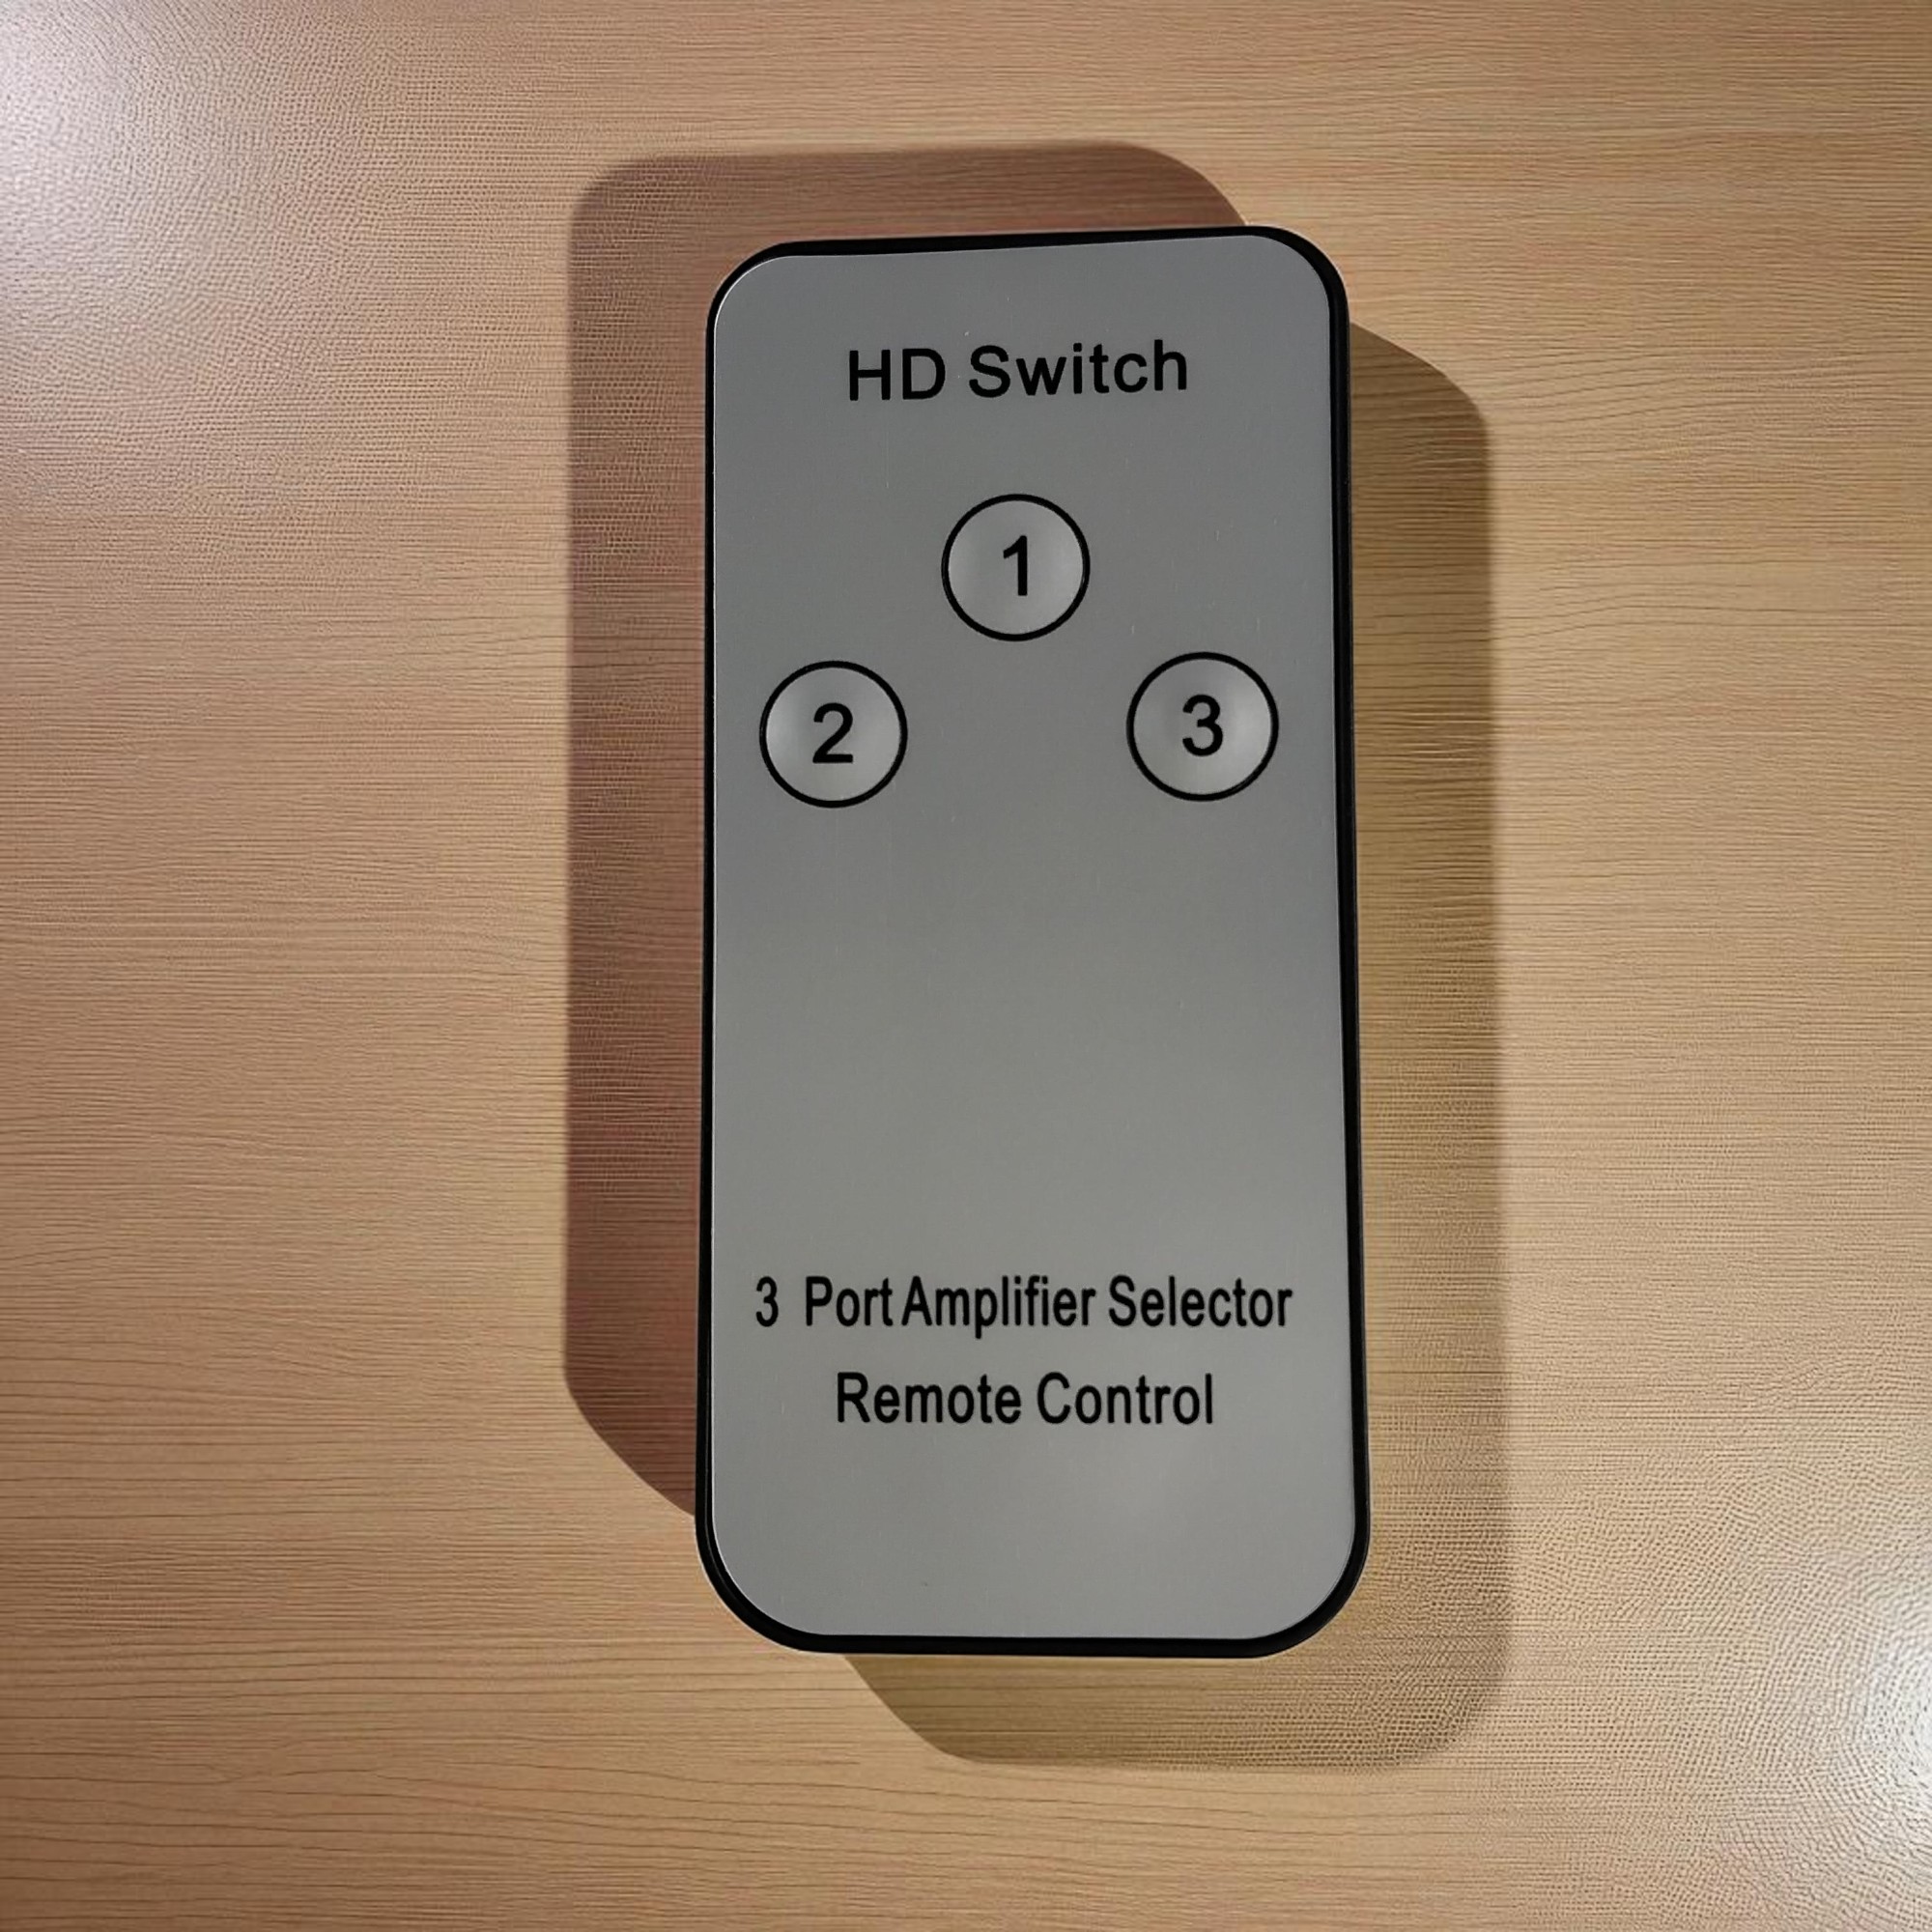 HD Switch
1
2 3
3 Port Amplifier Selector
Remote Control